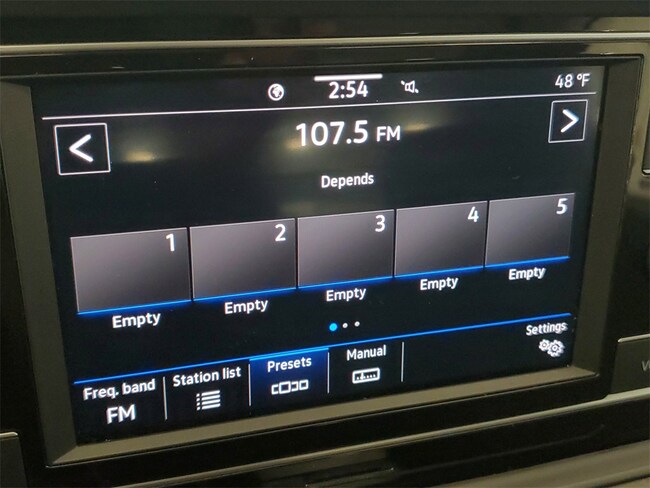 2:54
48 °F
107.5 FM
Depends
1 2 3 4 5
Empty Empty Empty Empty Empty
Freq. band Station list Presets Manual Settings
FM